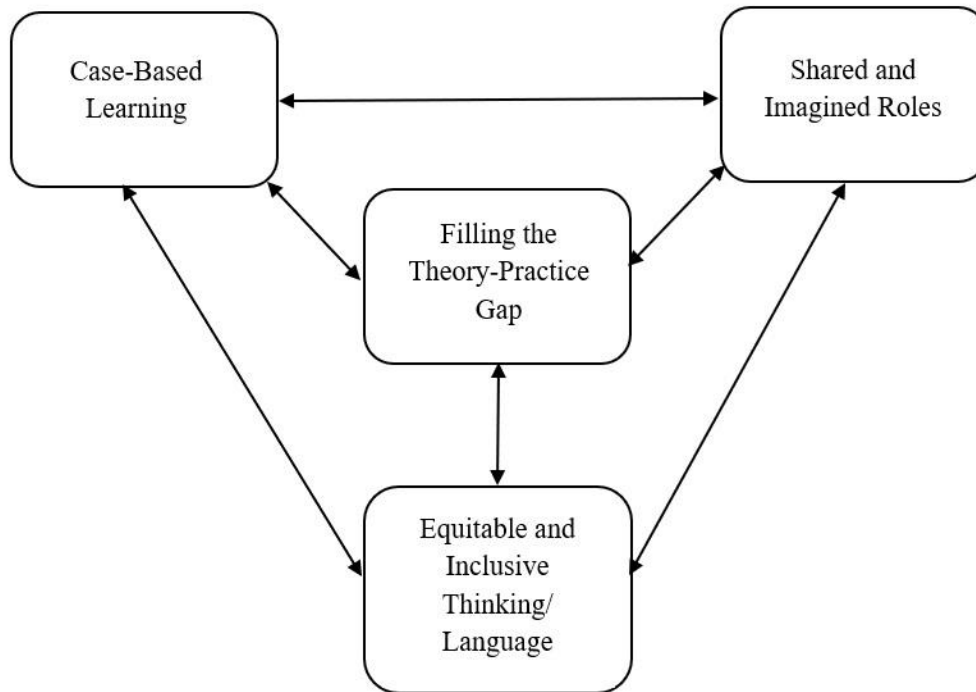 Case-Based
Learning
Shared and
Imagined Roles
Filling the
Theory-Practice
Gap
Equitable and
Inclusive
Thinking/
Language